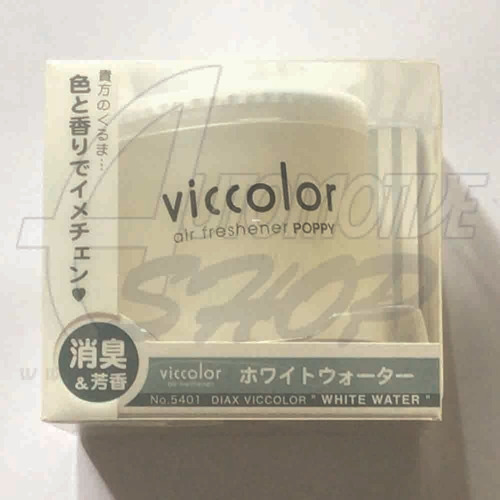 貴方のくるま…
色と香りでイメチェン♥
viccolor
air freshener POPPY
消臭
&芳香
viccolor
air freshener
ホワイトウォーター
No.5401 DIAX VICCOLOR " WHITE WATER "
AUTOMOTIVE
SHOP